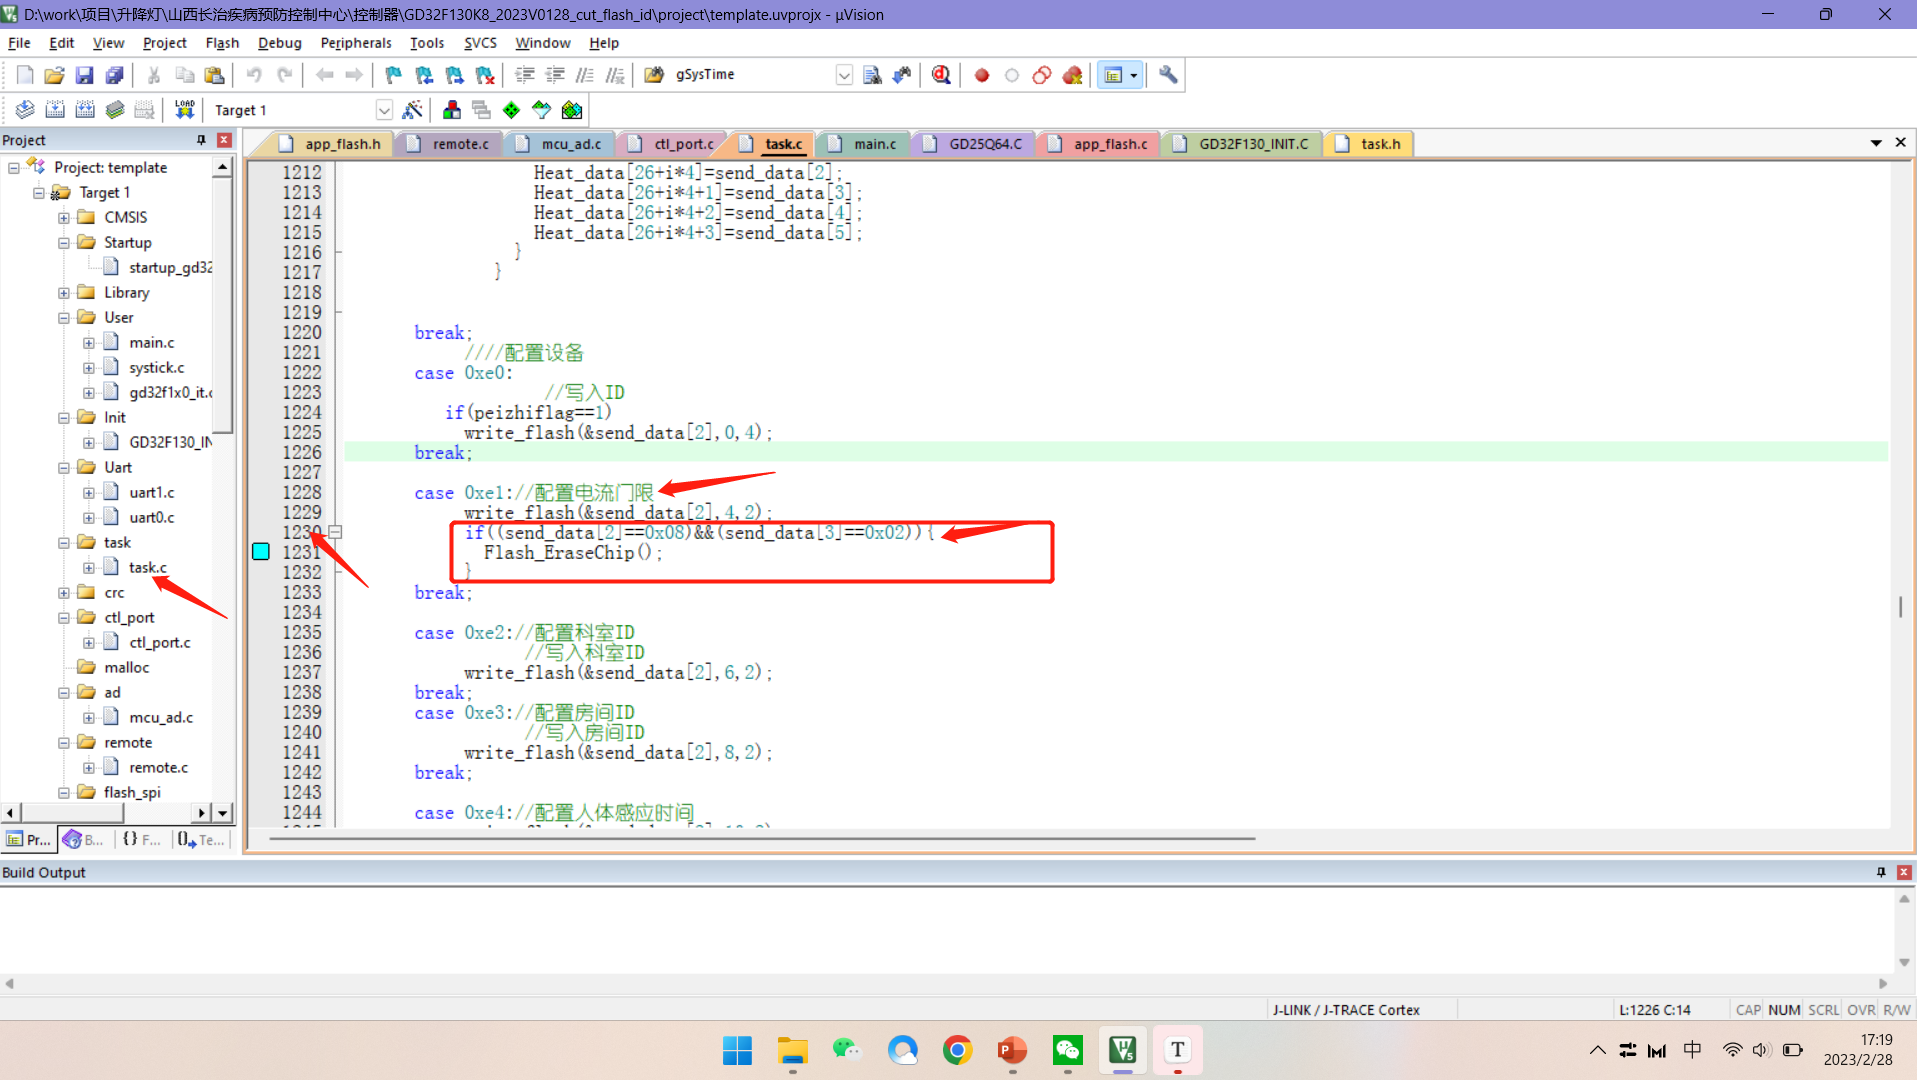 D:\work\项目\升降灯\山西长治疾病预防控制中心\控制器\GD32F130K8_2023V0128_cut_flash_id\project\template.uvprojx - µVision
File Edit View Project Flash Debug Peripherals Tools SVCS Window Help
gSysTime
LOAD Target 1
Project
app_flash.h remote.c mcu_ad.c ctl_port.c task.c main.c GD25Q64.C app_flash.c GD32F130_INIT.C task.h
Project: template
Target 1
CMSIS
Startup
startup_gd32
Library
User
main.c
systick.c
gd32f1x0_it.c
Init
GD32F130_IN
Uart
uart1.c
uart0.c
task
task.c
crc
ctl_port
ctl_port.c
malloc
ad
mcu_ad.c
remote
remote.c
flash_spi
Pr... B... {} F... Te...
1212 Heat_data[26+i*4]=send_data[2];
1213 Heat_data[26+i*4+1]=send_data[3];
1214 Heat_data[26+i*4+2]=send_data[4];
1215 Heat_data[26+i*4+3]=send_data[5];
1216 }
1217 }
1218
1219
1220 break;
1221 ////配置设备
1222 case 0xe0:
1223 //写入ID
1224 if(peizhiflag==1)
1225 write_flash(&send_data[2],0,4);
1226 break;
1227
1228 case 0xe1://配置电流门限
1229 write_flash(&send_data[2],4,2);
1230 if((send_data[2]==0x08)&&(send_data[3]==0x02)){
1231 Flash_EraseChip();
1232 }
1233 break;
1234
1235 case 0xe2://配置科室ID
1236 //写入科室ID
1237 write_flash(&send_data[2],6,2);
1238 break;
1239 case 0xe3://配置房间ID
1240 //写入房间ID
1241 write_flash(&send_data[2],8,2);
1242 break;
1243
1244 case 0xe4://配置人体感应时间
Build Output
J-LINK / J-TRACE Cortex L:1226 C:14 CAP NUM SCRL OVR R/W
中 17:19
2023/2/28